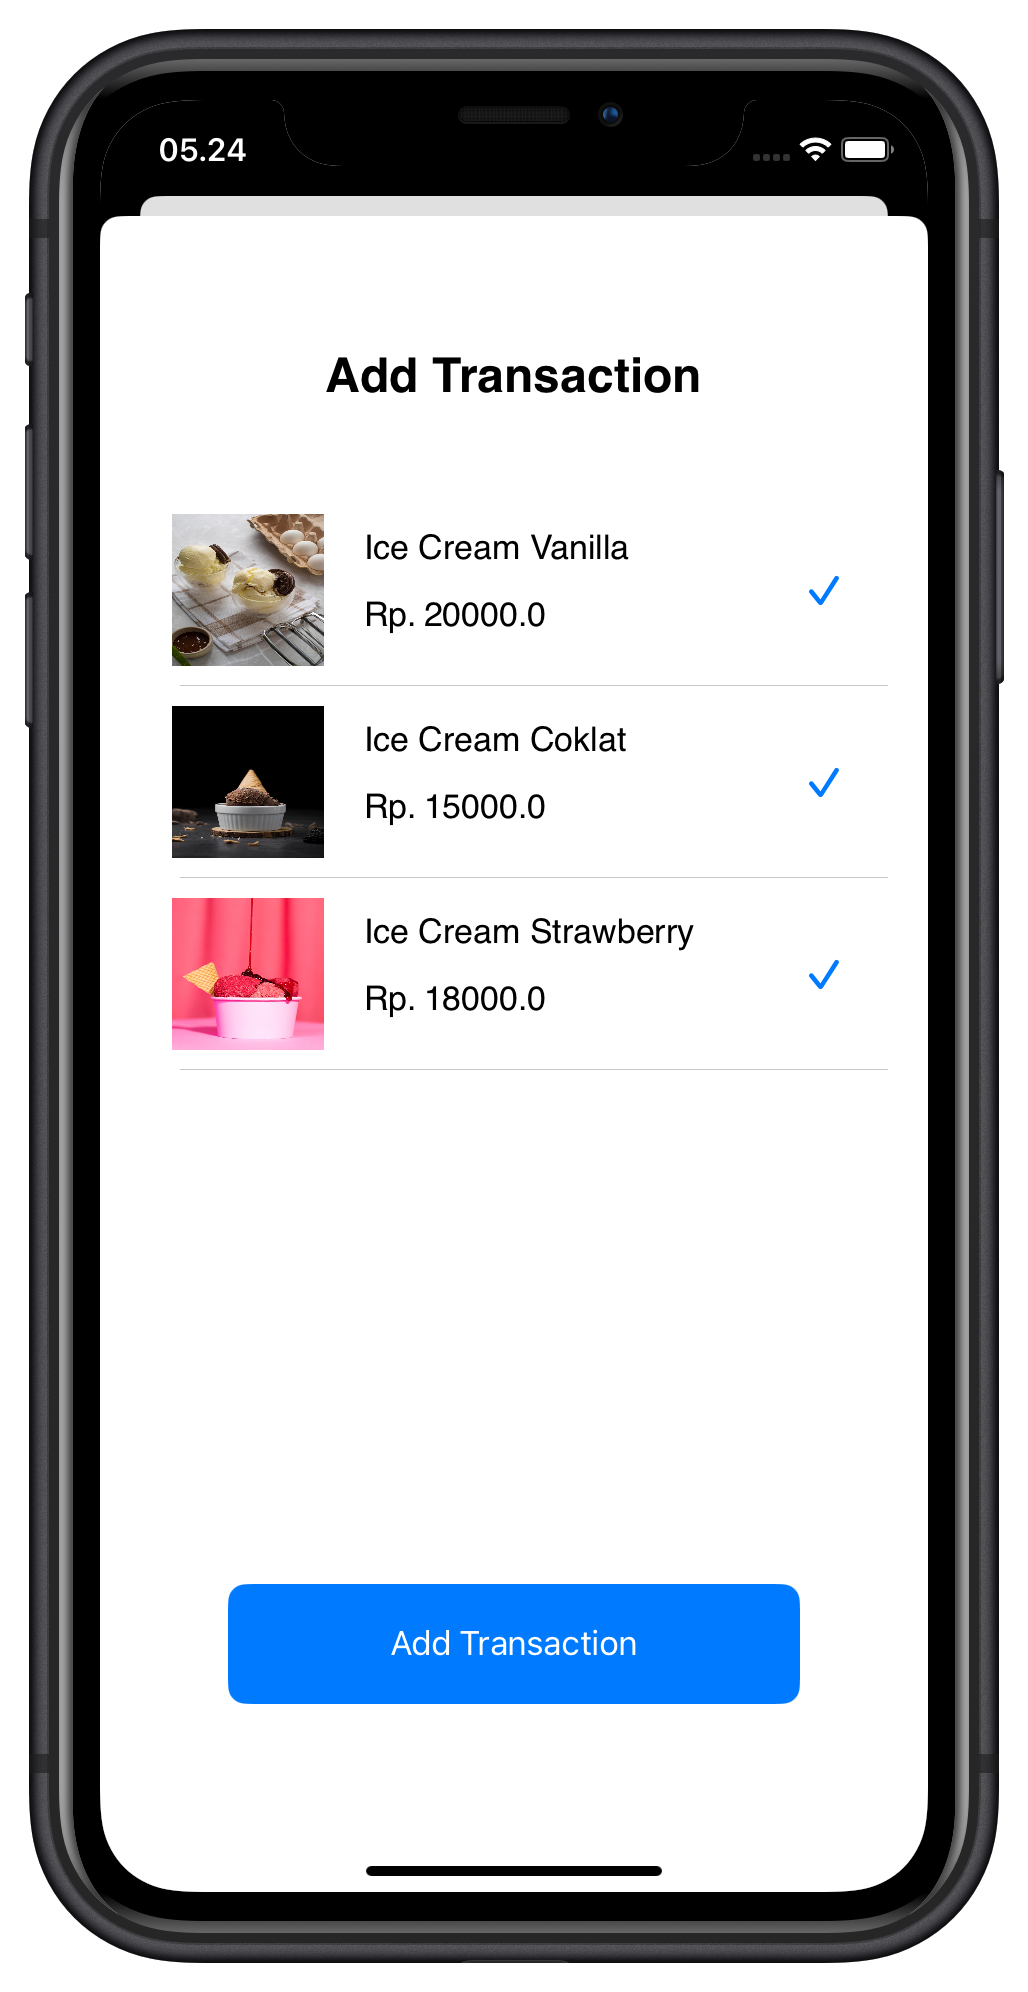 05.24
Add Transaction
Ice Cream Vanilla
Rp. 20000.0
Ice Cream Coklat
Rp. 15000.0
Ice Cream Strawberry
Rp. 18000.0
Add Transaction